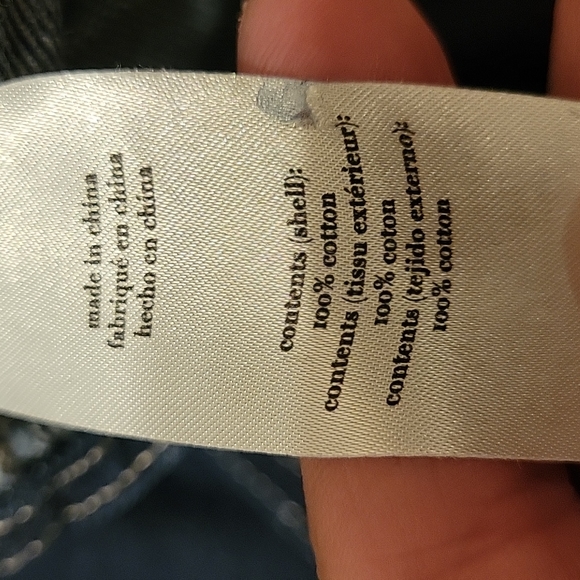 made in china
fabriqué en china
hecho en china
contents (shell):
100% cotton
contents (tissu extérieur):
100% coton
contents (tejido externo):
100% cotton